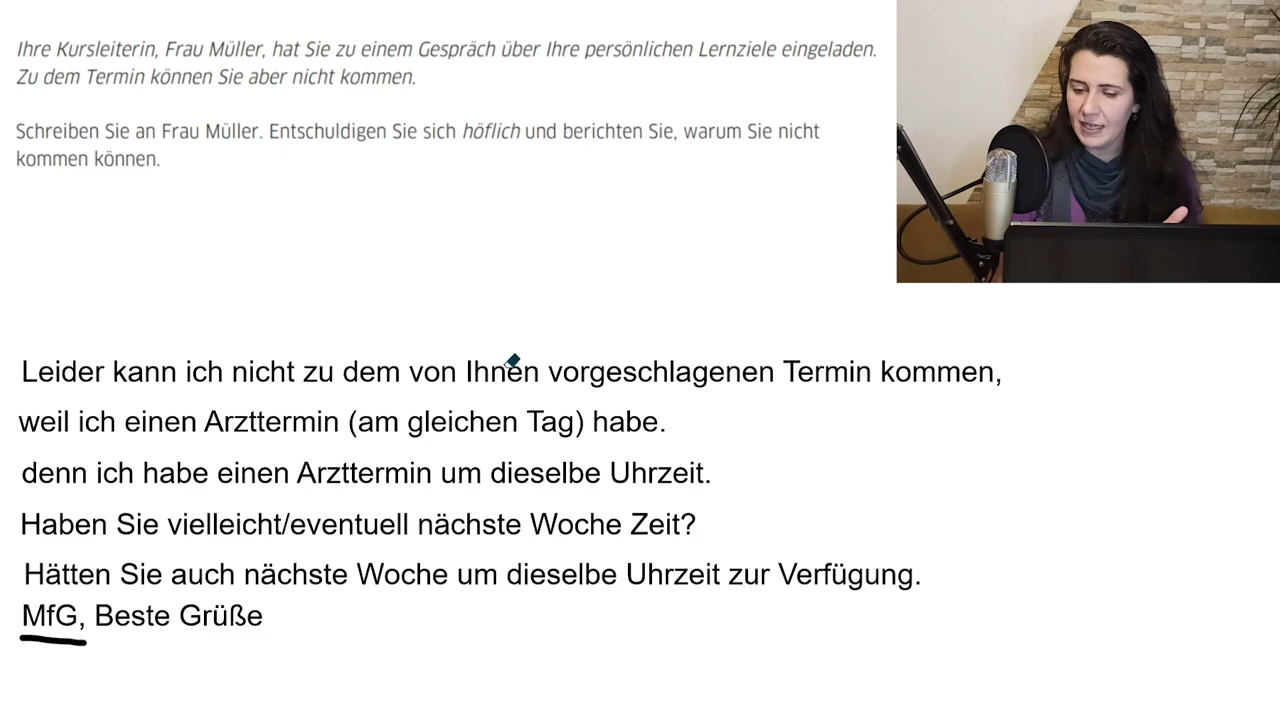 Ihre Kursleiterin, Frau Müller, hat Sie zu einem Gespräch über Ihre persönlichen Lernziele eingeladen.
Zu dem Termin können Sie aber nicht kommen.
Schreiben Sie an Frau Müller. Entschuldigen Sie sich höflich und berichten Sie, warum Sie nicht
kommen können.
Leider kann ich nicht zu dem von Ihnen vorgeschlagenen Termin kommen,
weil ich einen Arzttermin (am gleichen Tag) habe.
denn ich habe einen Arzttermin um dieselbe Uhrzeit.
Haben Sie vielleicht/eventuell nächste Woche Zeit?
Hätten Sie auch nächste Woche um dieselbe Uhrzeit zur Verfügung.
MfG, Beste Grüße